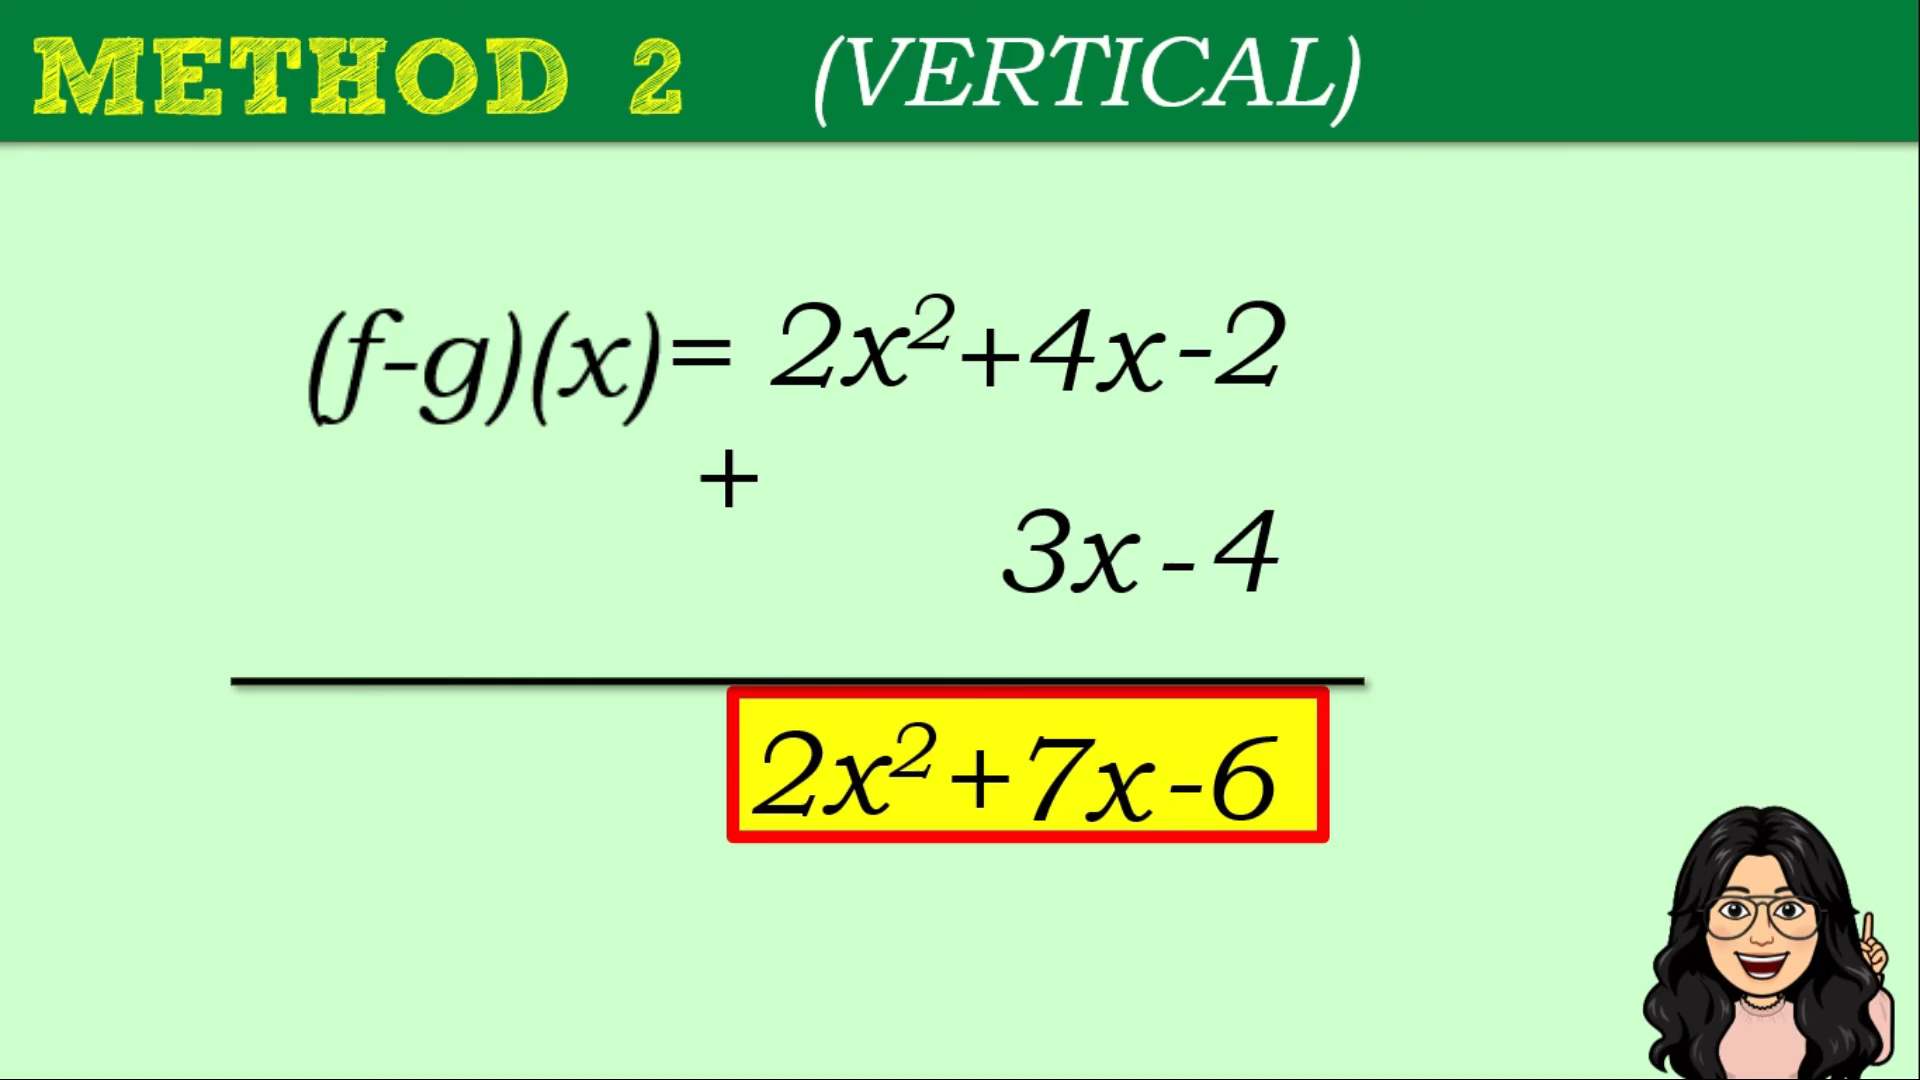 METHOD 2 (VERTICAL)
(f-g)(x)= 2x²+4x-2
+
3x-4
2x²+7x-6